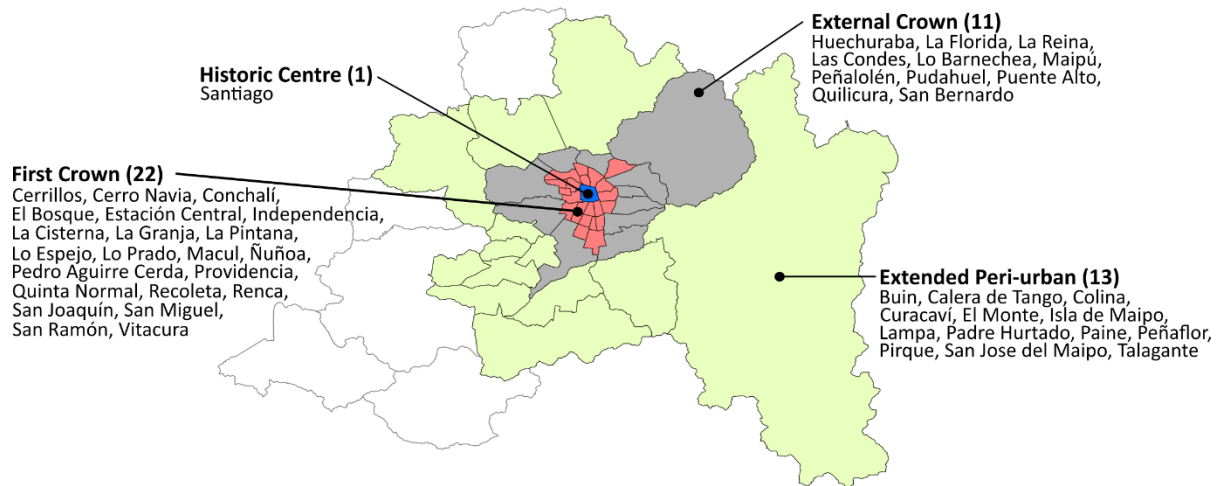 External Crown (11)
Huechuraba, La Florida, La Reina,
Las Condes, Lo Barnechea, Maipú,
Peñalolén, Pudahuel, Puente Alto,
Quilicura, San Bernardo
Historic Centre (1)
Santiago
First Crown (22)
Cerrillos, Cerro Navia, Conchalí,
El Bosque, Estación Central, Independencia,
La Cisterna, La Granja, La Pintana,
Lo Espejo, Lo Prado, Macul, Ñuñoa,
Pedro Aguirre Cerda, Providencia,
Quinta Normal, Recoleta, Renca,
San Joaquín, San Miguel,
San Ramón, Vitacura
Extended Peri-urban (13)
Buin, Calera de Tango, Colina,
Curacaví, El Monte, Isla de Maipo,
Lampa, Padre Hurtado, Paine, Peñaflor,
Pirque, San Jose del Maipo, Talagante